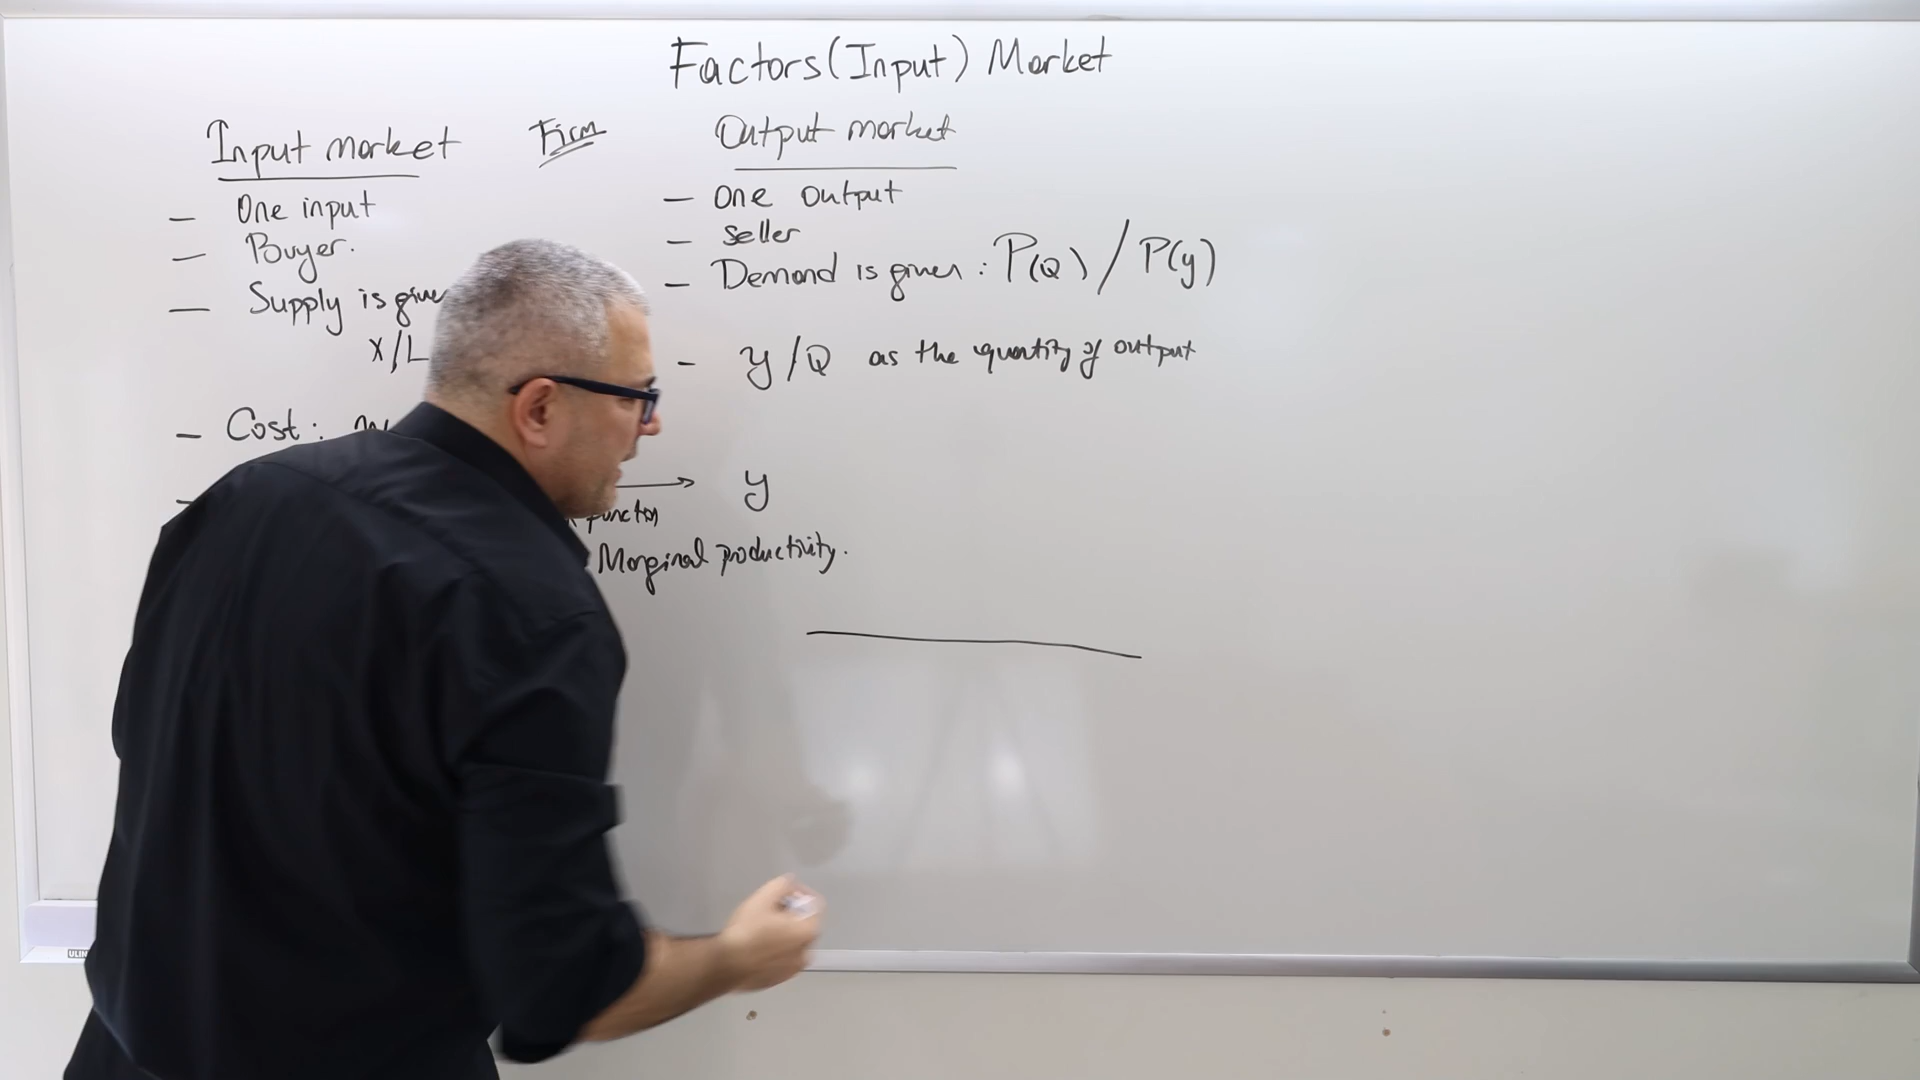 Factors (Input) Market
Input market
- One input
- Buyer.
- Supply is
X/L
- Cost:
-
Firm
Output market
- One output
- Seller
- Demand is given : P(Q) / P(y)
- y/Q as the quantity of output
→ y
Marginal productivity.